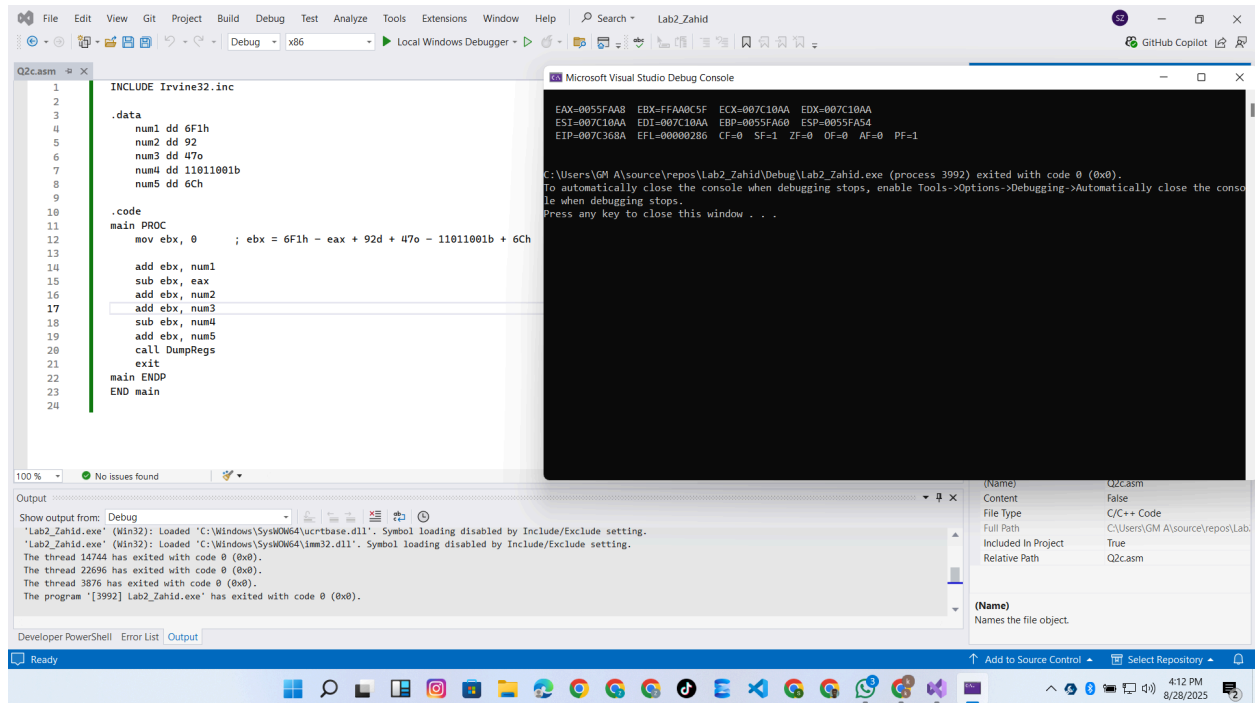 File Edit View Git Project Build Debug Test Analyze Tools Extensions Window Help Search Lab2_Zahid SZ
Debug x86 Local Windows Debugger GitHub Copilot
Q2c.asm
1 INCLUDE Irvine32.inc
2
3 .data
4 num1 dd 6F1h
5 num2 dd 92
6 num3 dd 47o
7 num4 dd 11011001b
8 num5 dd 6Ch
9
10 .code
11 main PROC
12 mov ebx, 0 ; ebx = 6F1h - eax + 92d + 47o - 11011001b + 6Ch
13
14 add ebx, num1
15 sub ebx, eax
16 add ebx, num2
17 add ebx, num3
18 sub ebx, num4
19 add ebx, num5
20 call DumpRegs
21 exit
22 main ENDP
23 END main
24
Microsoft Visual Studio Debug Console
EAX=0055FAA8 EBX=FFAA0C5F ECX=007C10AA EDX=007C10AA
ESI=007C10AA EDI=007C10AA EBP=0055FA60 ESP=0055FA54
EIP=007C368A EFL=00000286 CF=0 SF=1 ZF=0 OF=0 AF=0 PF=1
C:\Users\GM A\source\repos\Lab2_Zahid\Debug\Lab2_Zahid.exe (process 3992) exited with code 0 (0x0).
To automatically close the console when debugging stops, enable Tools->Options->Debugging->Automatically close the conso
le when debugging stops.
Press any key to close this window . . .
100 % No issues found
Output
Show output from: Debug
'Lab2_Zahid.exe' (Win32): Loaded 'C:\Windows\SysWOW64\ucrtbase.dll'. Symbol loading disabled by Include/Exclude setting.
'Lab2_Zahid.exe' (Win32): Loaded 'C:\Windows\SysWOW64\imm32.dll'. Symbol loading disabled by Include/Exclude setting.
The thread 14744 has exited with code 0 (0x0).
The thread 22696 has exited with code 0 (0x0).
The thread 3876 has exited with code 0 (0x0).
The program '[3992] Lab2_Zahid.exe' has exited with code 0 (0x0).
(Name) Q2c.asm
Content False
File Type C/C++ Code
Full Path C:\Users\GM A\source\repos\Lab
Included In Project True
Relative Path Q2c.asm
(Name)
Names the file object.
Developer PowerShell Error List Output
Ready Add to Source Control Select Repository
3
4:12 PM
8/28/2025
2